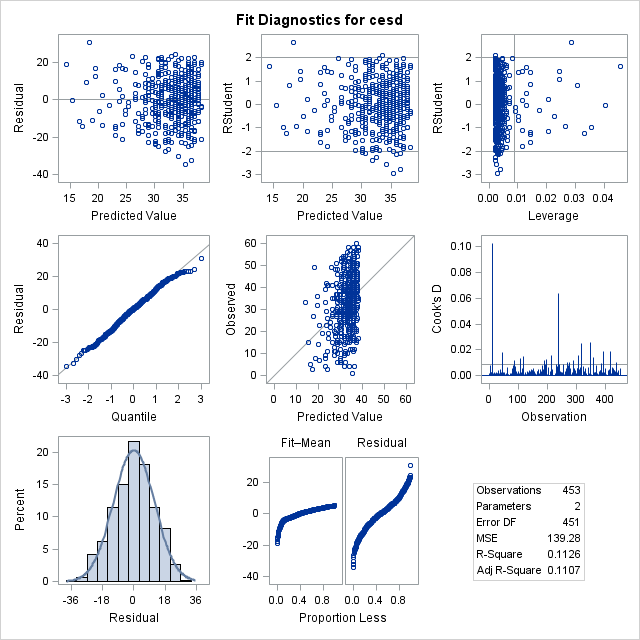 Fit Diagnostics for cesd
Residual
20
0
-20
-40
15 20 25 30 35
Predicted Value
RStudent
2
1
0
-1
-2
-3
15 20 25 30 35
Predicted Value
RStudent
2
1
0
-1
-2
-3
0.00 0.01 0.02 0.03 0.04
Leverage
Residual
40
20
0
-20
-40
-3 -2 -1 0 1 2 3
Quantile
Observed
60
50
40
30
20
10
0
0 10 20 30 40 50 60
Predicted Value
Cook's D
0.10
0.08
0.06
0.04
0.02
0.00
0 100 200 300 400
Observation
Percent
20
15
10
5
0
-36 -18 0 18 36
Residual
Fit–Mean Residual
20
0
-20
-40
0.0 0.4 0.8 0.0 0.4 0.8
Proportion Less
Observations 453
Parameters 2
Error DF 451
MSE 139.28
R-Square 0.1126
Adj R-Square 0.1107